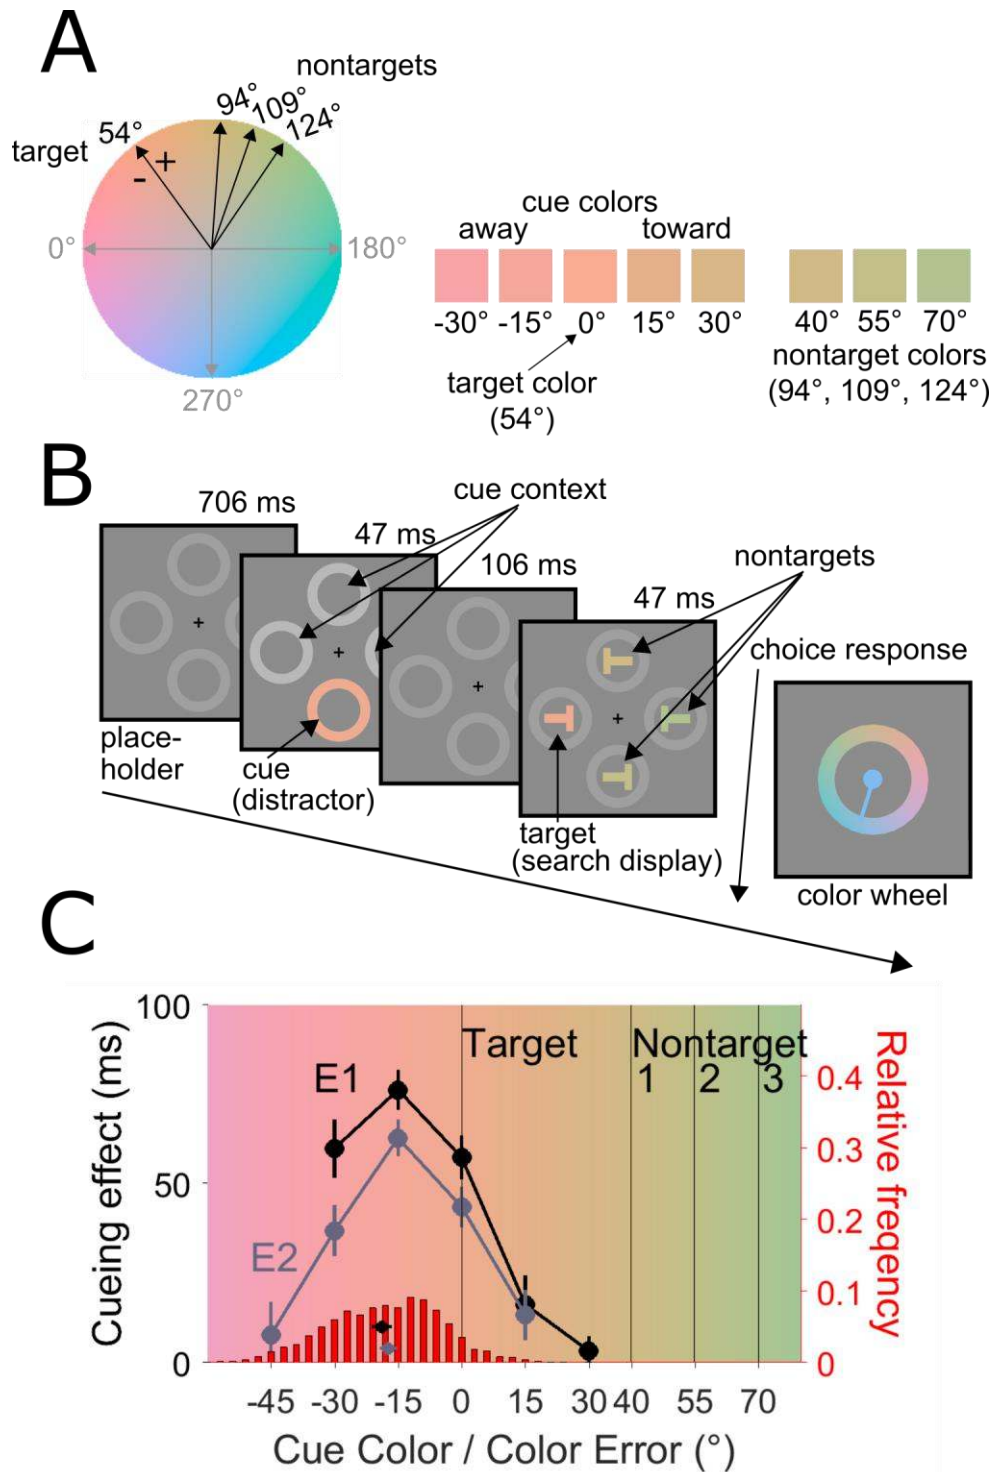 A
nontargets
94°
109°
124°
54°
target
+
-
0°
180°
270°
cue colors
away toward
-30° -15° 0° 15° 30° 40° 55° 70°
target color
(54°)
nontarget colors
(94°, 109°, 124°)
B
cue context
706 ms
47 ms
106 ms
47 ms
nontargets
choice response
place-
holder
cue
(distractor)
target
(search display)
color wheel
C
100
50
0
Cueing effect (ms)
E1
E2
Target
Nontarget
1 2 3
0.4
0.3
0.2
0.1
0
Relative freqency
-45 -30 -15 0 15 30 40 55 70
Cue Color / Color Error (°)